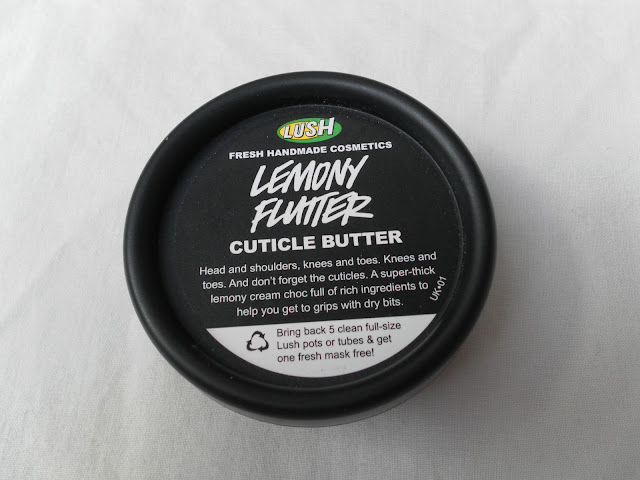 LUSH
FRESH HANDMADE COSMETICS
LEMONY
FLUTTER
CUTICLE BUTTER
Head and shoulders, knees and toes. Knees and
toes. And don't forget the cuticles. A super-thick
lemony cream choc full of rich ingredients to
help you get to grips with dry bits.
UK•01
Bring back 5 clean full-size
Lush pots or tubes & get
one fresh mask free!